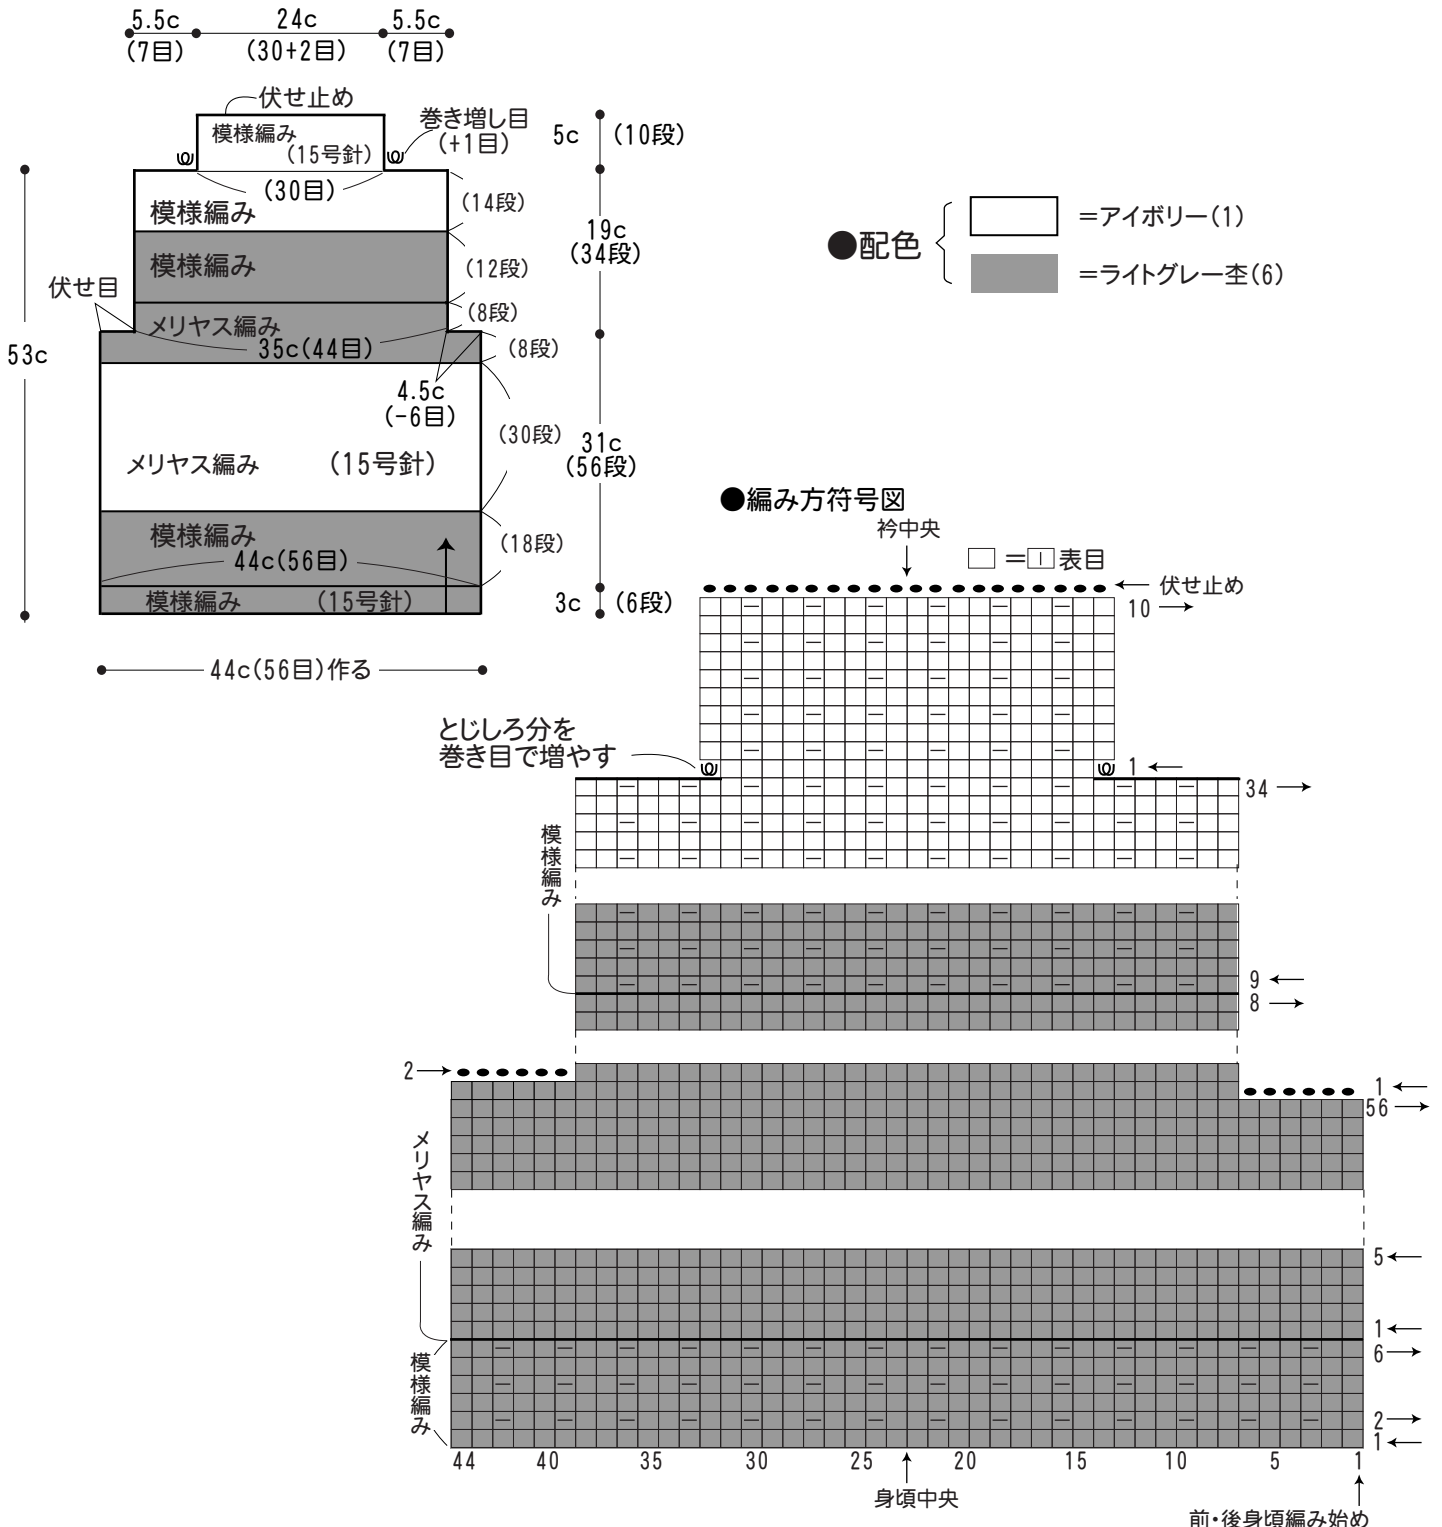 5.5c
24c
5.5c
(7目)
(30+2目)
(7目)
伏せ止め
模様編み
(15号針)
巻き増し目
(+1目)
(30目)
模様編み
模様編み
伏せ目
メリヤス編み
35c(44目)
4.5c
(-6目)
メリヤス編み
(15号針)
模様編み
44c(56目)
模様編み
(15号針)
44c(56目)作る
53c
(14段)
(12段)
(8段)
(8段)
(30段)
(18段)
5c
(10段)
19c
(34段)
31c
(56段)
3c
(6段)
●配色
=アイボリー(1)
=ライトグレー杢(6)
●編み方符号図
衿中央
=表目
伏せ止め
10
とじしろ分を
巻き目で増やす
1
34
模様編み
9
8
2
1
56
メリヤス編み
5
1
6
模様編み
2
1
44
40
35
30
25
20
15
10
5
1
身頃中央
前・後身頃編み始め